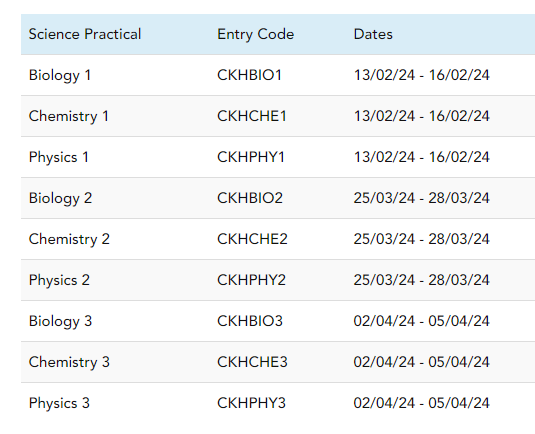 Science Practical Entry Code Dates
Biology 1 CKHBIO1 13/02/24 - 16/02/24
Chemistry 1 CKHCHE1 13/02/24 - 16/02/24
Physics 1 CKHPHY1 13/02/24 - 16/02/24
Biology 2 CKHBIO2 25/03/24 - 28/03/24
Chemistry 2 CKHCHE2 25/03/24 - 28/03/24
Physics 2 CKHPHY2 25/03/24 - 28/03/24
Biology 3 CKHBIO3 02/04/24 - 05/04/24
Chemistry 3 CKHCHE3 02/04/24 - 05/04/24
Physics 3 CKHPHY3 02/04/24 - 05/04/24